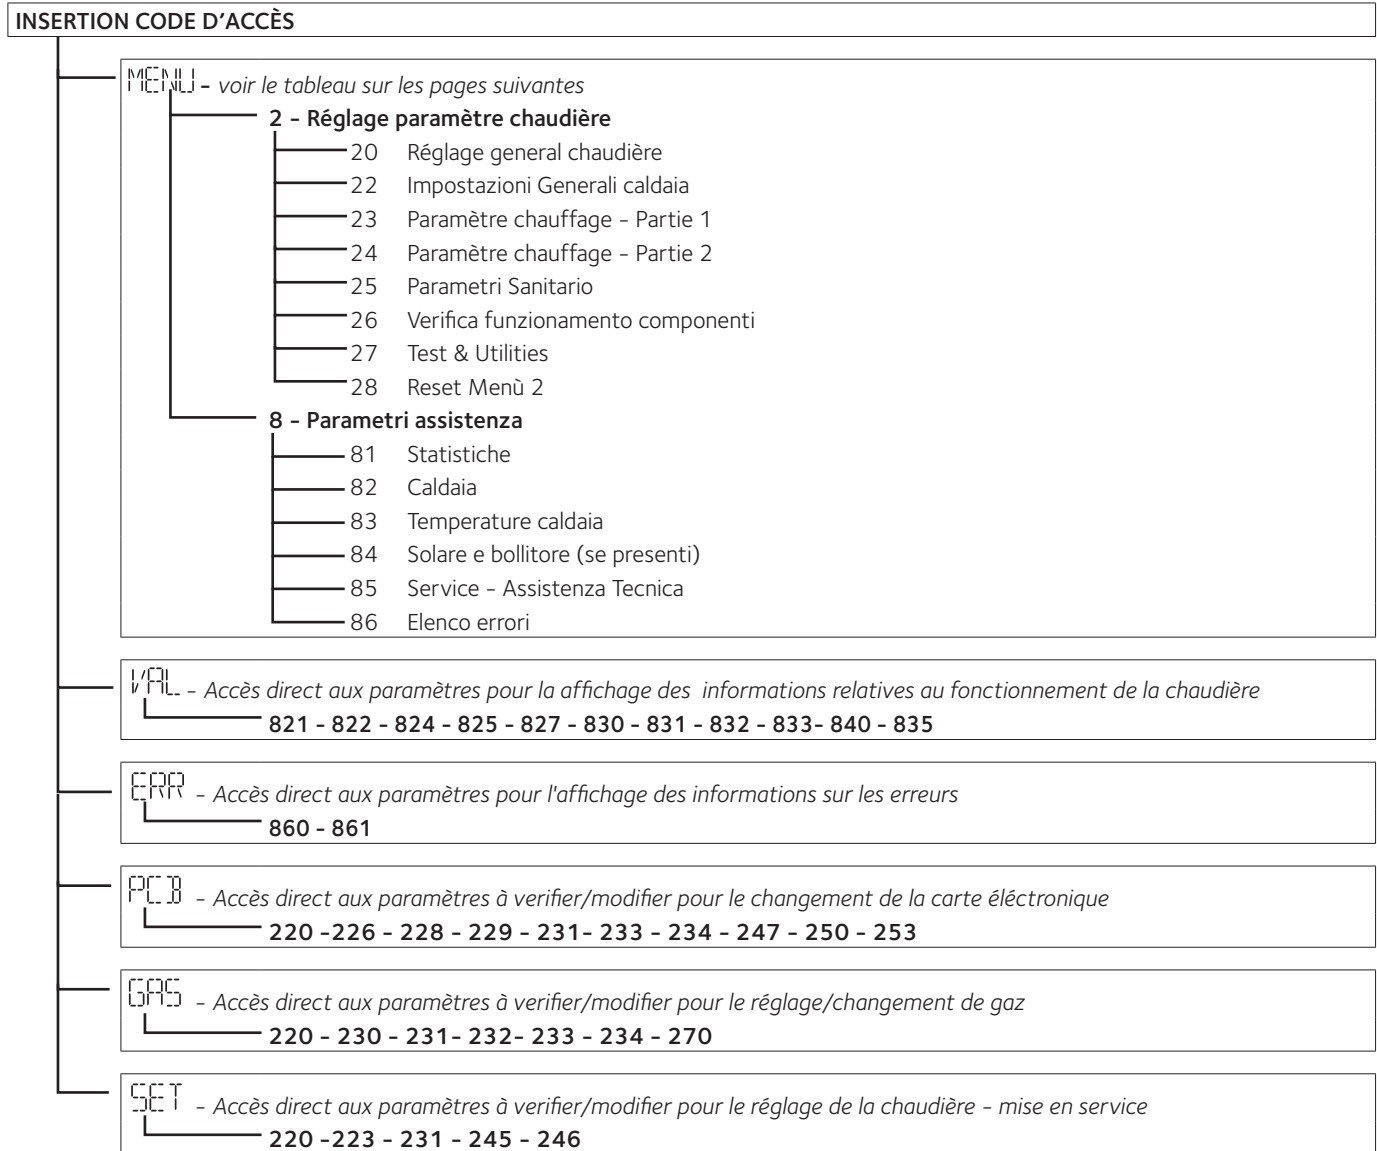 INSERTION CODE D'ACCÈS
MENU - voir le tableau sur les pages suivantes
2 - Réglage paramètre chaudière
20 Réglage general chaudière
22 Impostazioni Generali caldaia
23 Paramètre chauffage - Partie 1
24 Paramètre chauffage - Partie 2
25 Parametri Sanitario
26 Verifica funzionamento componenti
27 Test & Utilities
28 Reset Menù 2
8 - Parametri assistenza
81 Statistiche
82 Caldaia
83 Temperature caldaia
84 Solare e bollitore (se presenti)
85 Service - Assistenza Tecnica
86 Elenco errori
VAL - Accès direct aux paramètres pour la affichage des informations relatives au fonctionnement de la chaudière
821 - 822 - 824 - 825 - 827 - 830 - 831 - 832 - 833- 840 - 835
ERR - Accès direct aux paramètres pour l'affichage des informations sur les erreurs
860 - 861
PCB - Accès direct aux paramètres à verifier/modifier pour le changement de la carte éléctronique
220 -226 - 228 - 229 - 231- 233 - 234 - 247 - 250 - 253
GAS - Accès direct aux paramètres à verifier/modifier pour le réglage/changement de gaz
220 - 230 - 231- 232- 233 - 234 - 270
SET - Accès direct aux paramètres à verifier/modifier pour le réglage de la chaudière - mise en service
220 -223 - 231 - 245 - 246